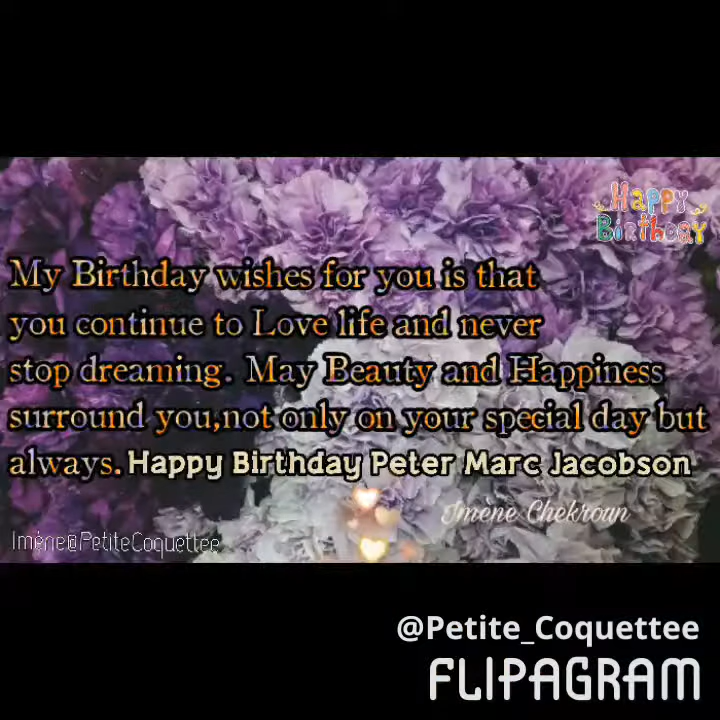 Happy
Birthday
My Birthday wishes for you is that
you continue to Love life and never
stop dreaming. May Beauty and Happiness
surround you,not only on your special day but
always. Happy Birthday Peter Marc Jacobson
Imene Chekroun
Imene@PetiteCoquettee
@Petite_Coquettee
FLIPAGRAM